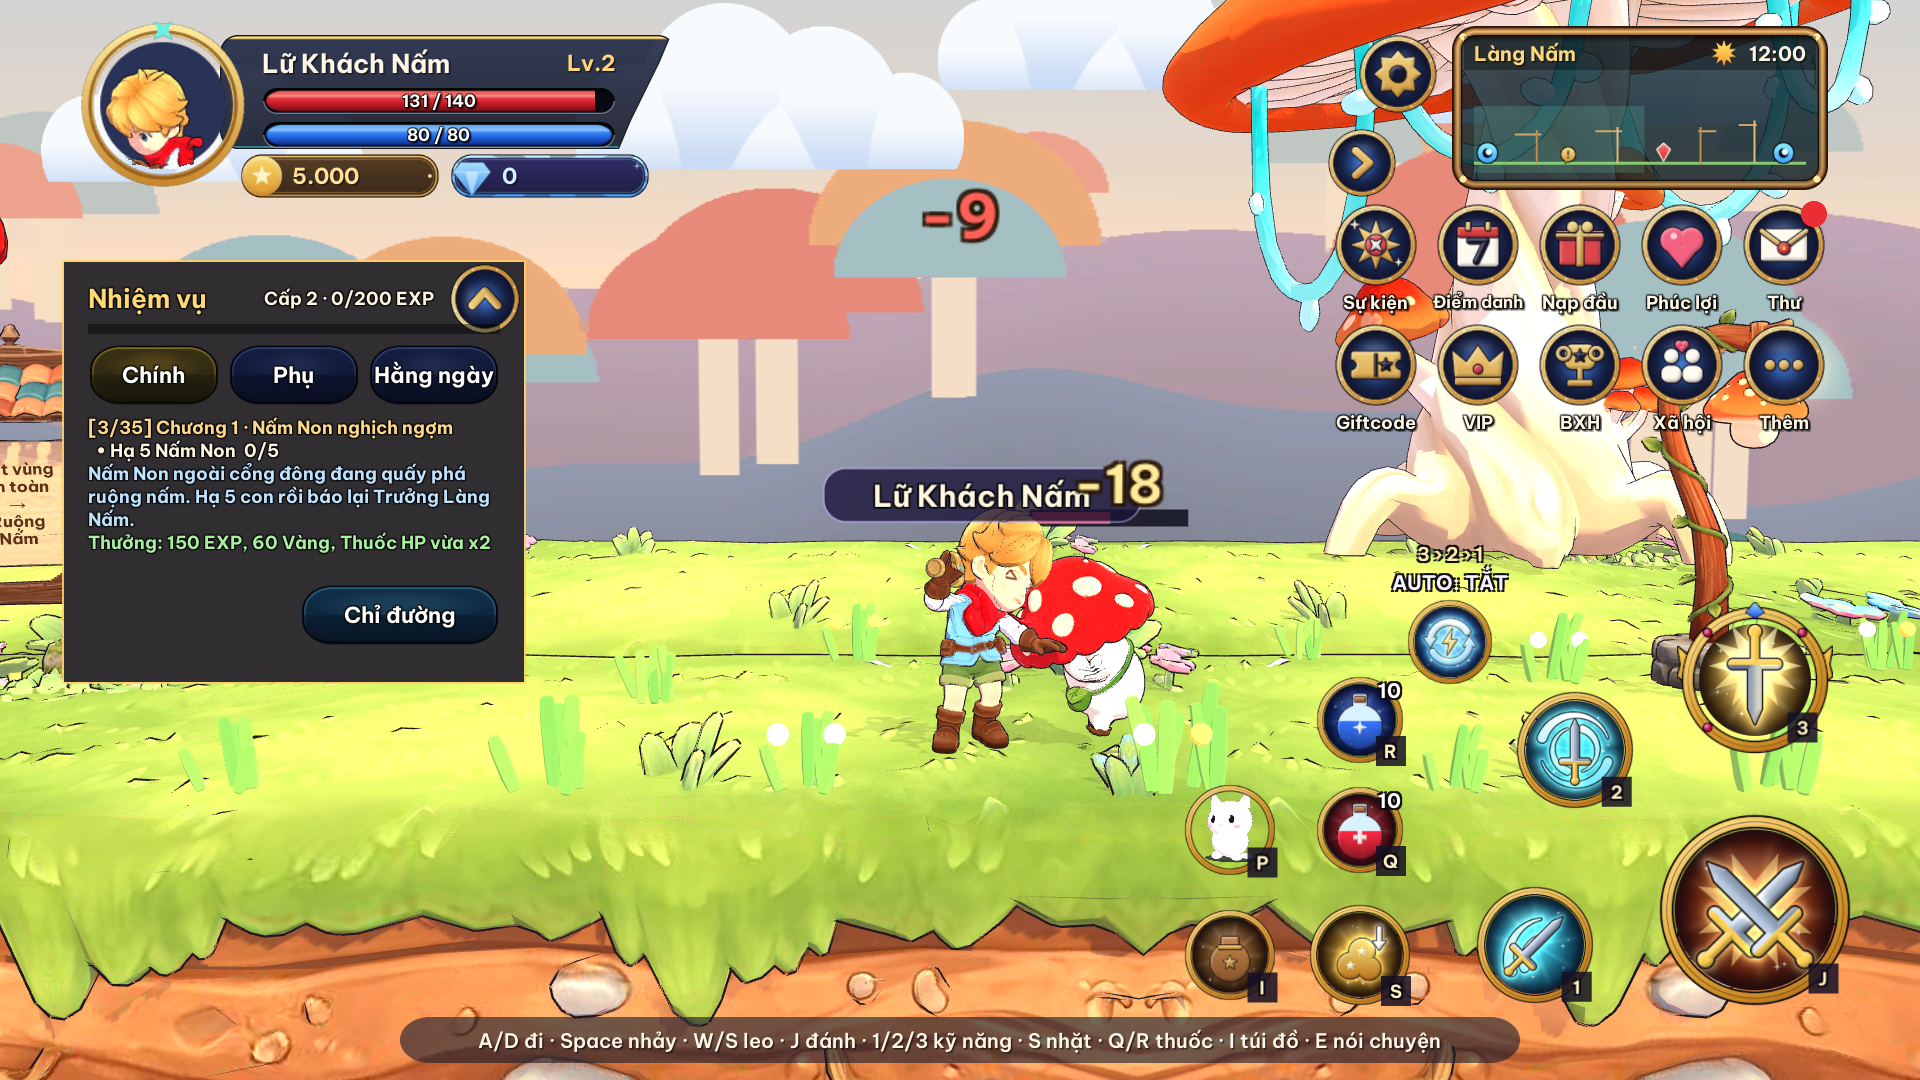 Lữ Khách Nấm
Lv.2
131 / 140
80 / 80
5.000
0
Làng Nấm
12:00
-9
Sự kiện
7
Điểm danh
Nạp đầu
Phúc lợi
Thư
Giftcode
VIP
BXH
Xã hội
Thêm
Nhiệm vụ
Cấp 2 · 0/200 EXP
Chính
Phụ
Hằng ngày
[3/35] Chương 1 · Nấm Non nghịch ngợm
• Hạ 5 Nấm Non 0/5
Nấm Non ngoài cổng đông đang quấy phá
ruộng nấm. Hạ 5 con rồi báo lại Trưởng Làng
Nấm.
Thưởng: 150 EXP, 60 Vàng, Thuốc HP vừa x2
Chỉ đường
vùng
toàn
→
Nấm
Lữ Khách Nấm
-18
3›2›1
AUTO: TẮT
10
R
10
Q
P
I
S
1
2
3
J
A/D đi · Space nhảy · W/S leo · J đánh · 1/2/3 kỹ năng · S nhặt · Q/R thuốc · I túi đồ · E nói chuyện